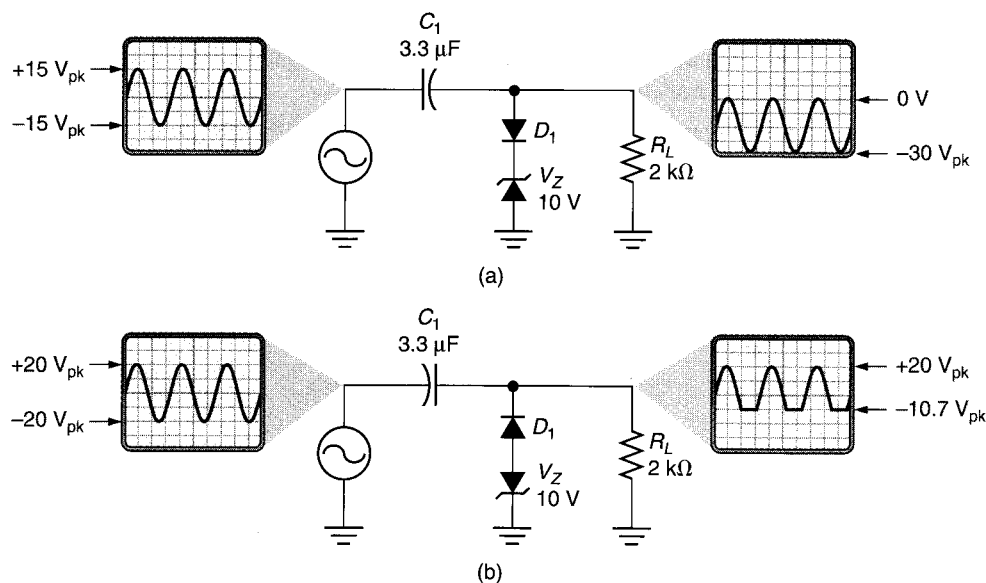 C1
3.3 μF
+15 Vpk
−15 Vpk
0 V
−30 Vpk
D1
VZ
10 V
RL
2 kΩ
(a)
C1
3.3 μF
+20 Vpk
−20 Vpk
+20 Vpk
−10.7 Vpk
D1
VZ
10 V
RL
2 kΩ
(b)